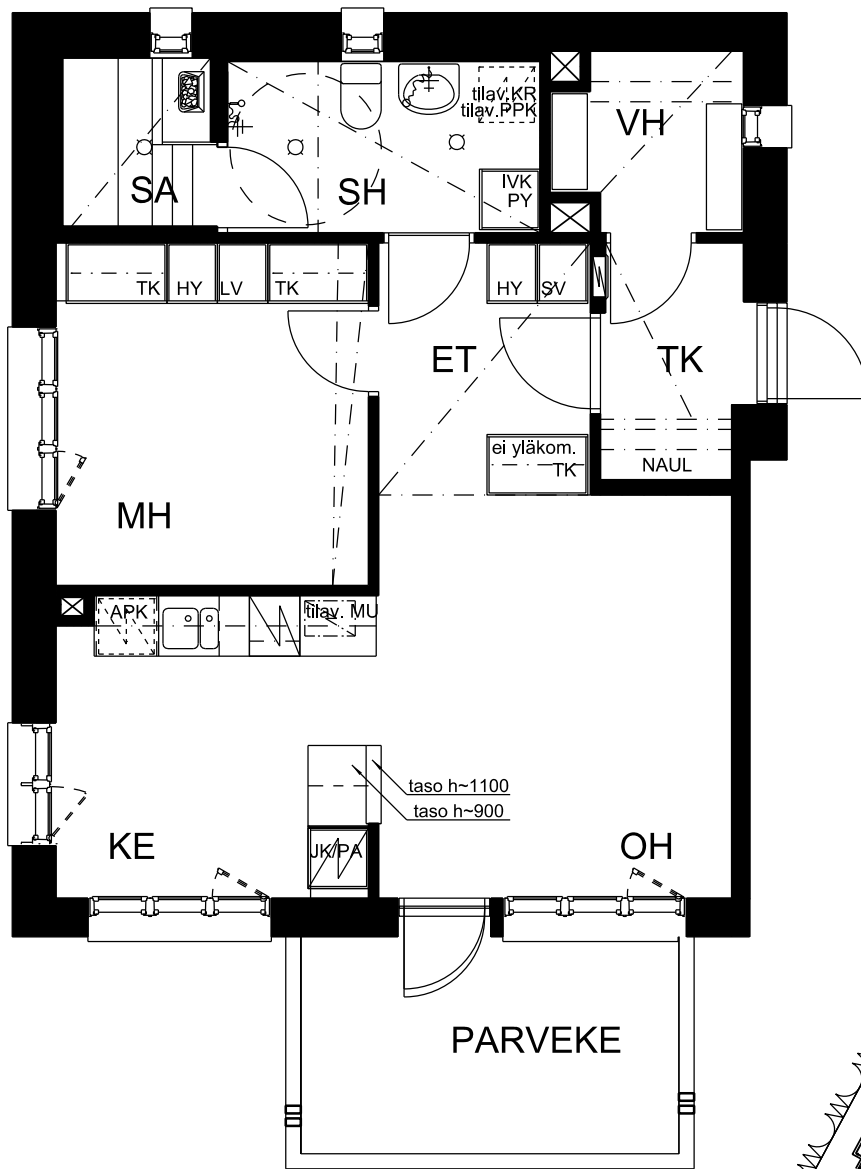 tilav.KR
tilav.PPK
VH
SA
SH
IVK
PY
TK
HY
LV
TK
HY
SV
ET
TK
ei yläkom.
TK
NAUL
MH
APK
tilav. MU
taso h~1100
taso h~900
KE
JK/PA
OH
PARVEKE